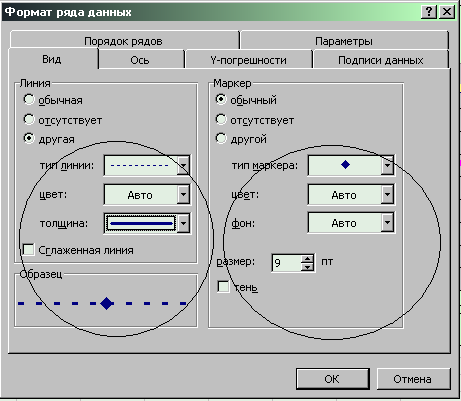 Формат ряда данных
Порядок рядов
Параметры
Вид
Ось
Y-погрешности
Подписи данных
Линия
обычная
отсутствует
другая
тип линии:
цвет: Авто
толщина:
Сглаженная линия
Образец
Маркер
обычный
отсутствует
другой
тип маркера:
цвет: Авто
фон: Авто
размер: 9 пт
тень
ОК
Отмена